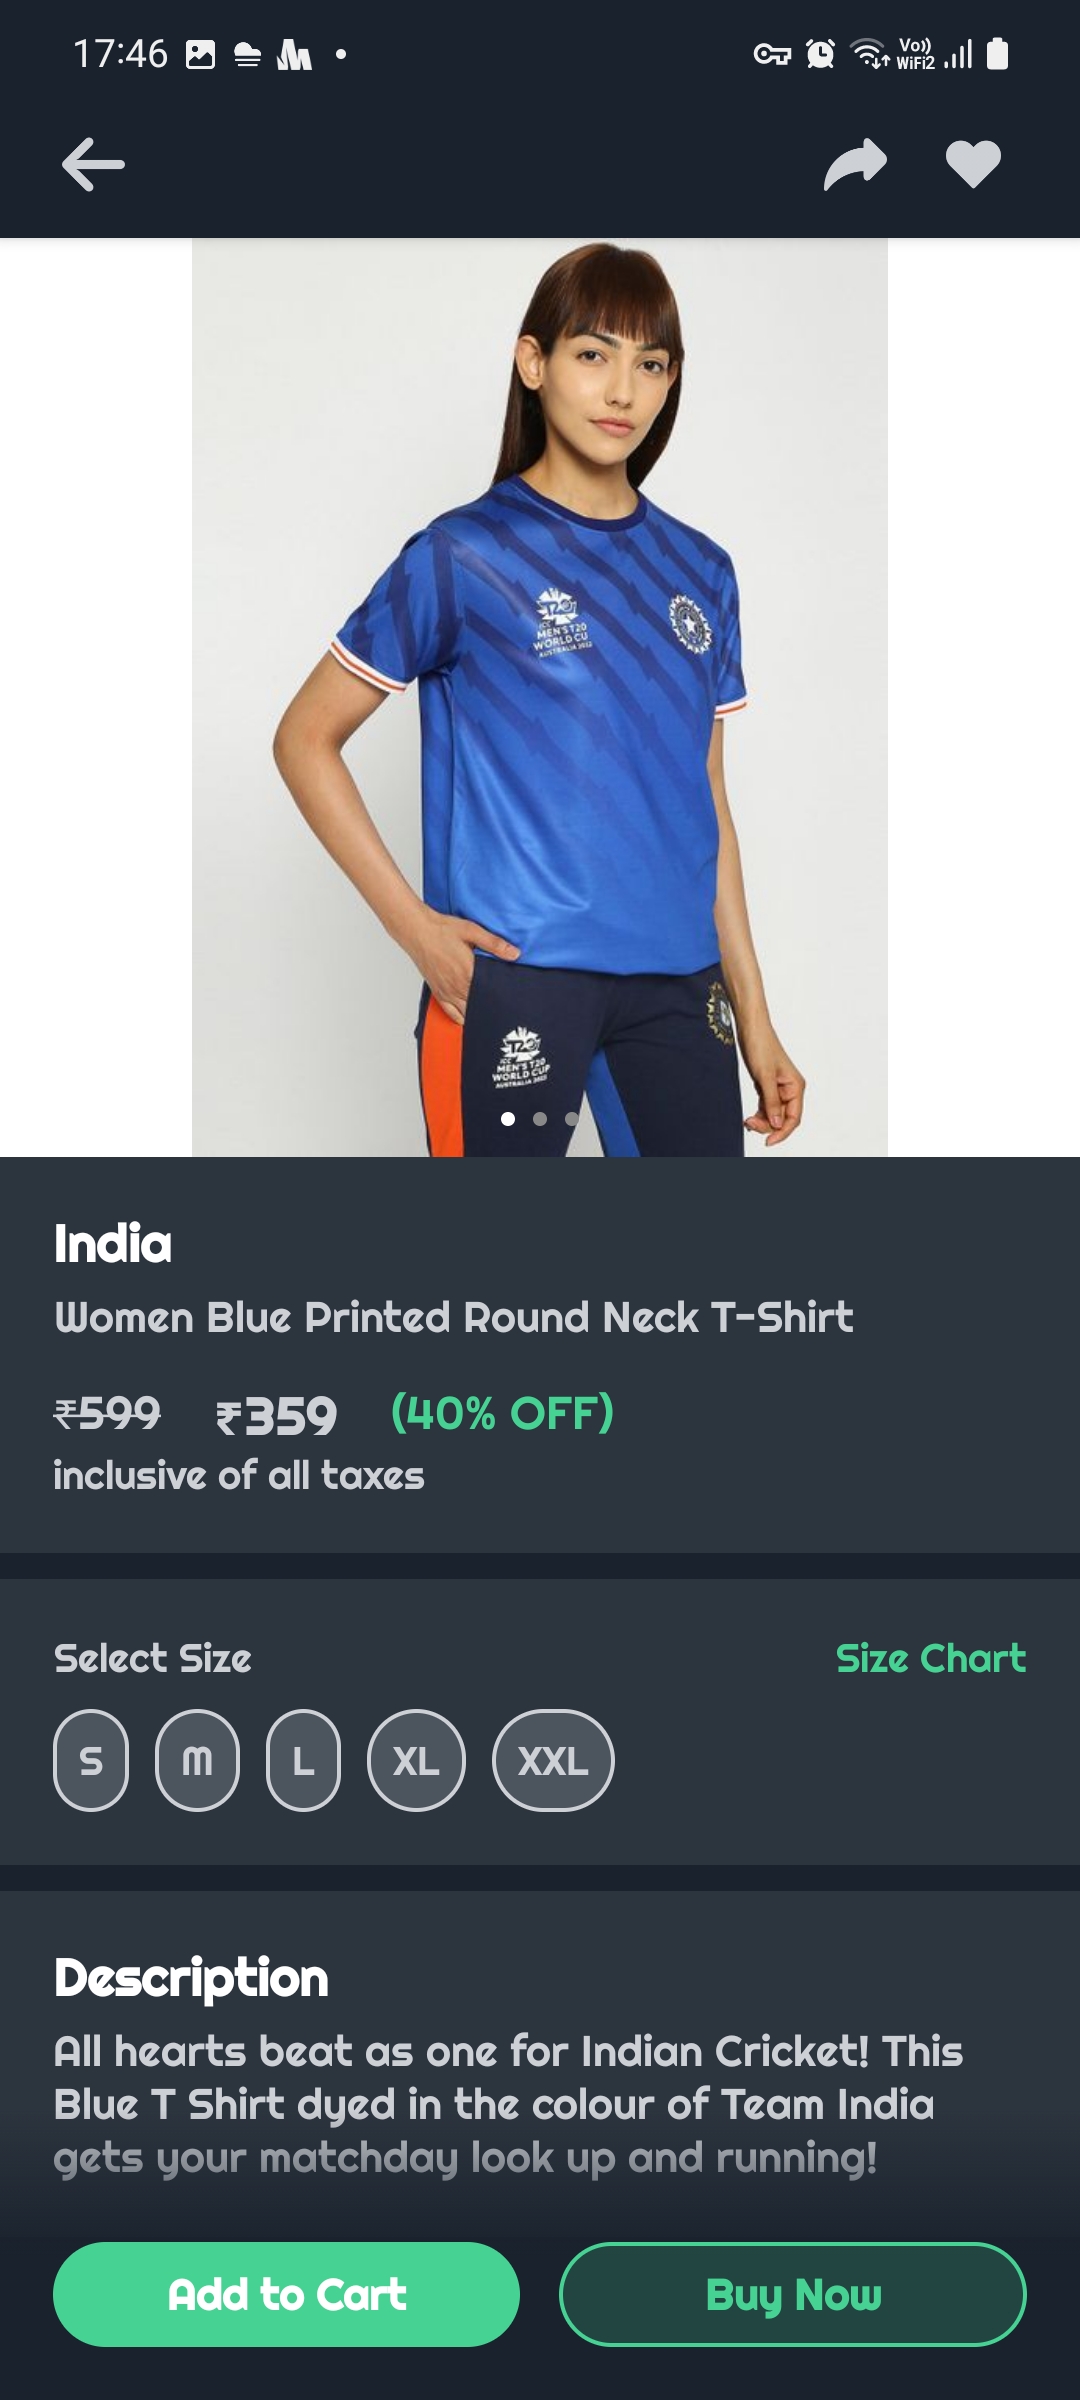 17:46
Vo))
WiFi2
T20
ICC
MEN'S T20
WORLD CU
AUSTRALIA 2022
T20
ICC
MEN'S T20
WORLD CUP
AUSTRALIA 2022
India
Women Blue Printed Round Neck T-Shirt
₹599 ₹359 (40% OFF)
inclusive of all taxes
Select Size Size Chart
S M L XL XXL
Description
All hearts beat as one for Indian Cricket! This
Blue T Shirt dyed in the colour of Team India
gets your matchday look up and running!
Add to Cart Buy Now